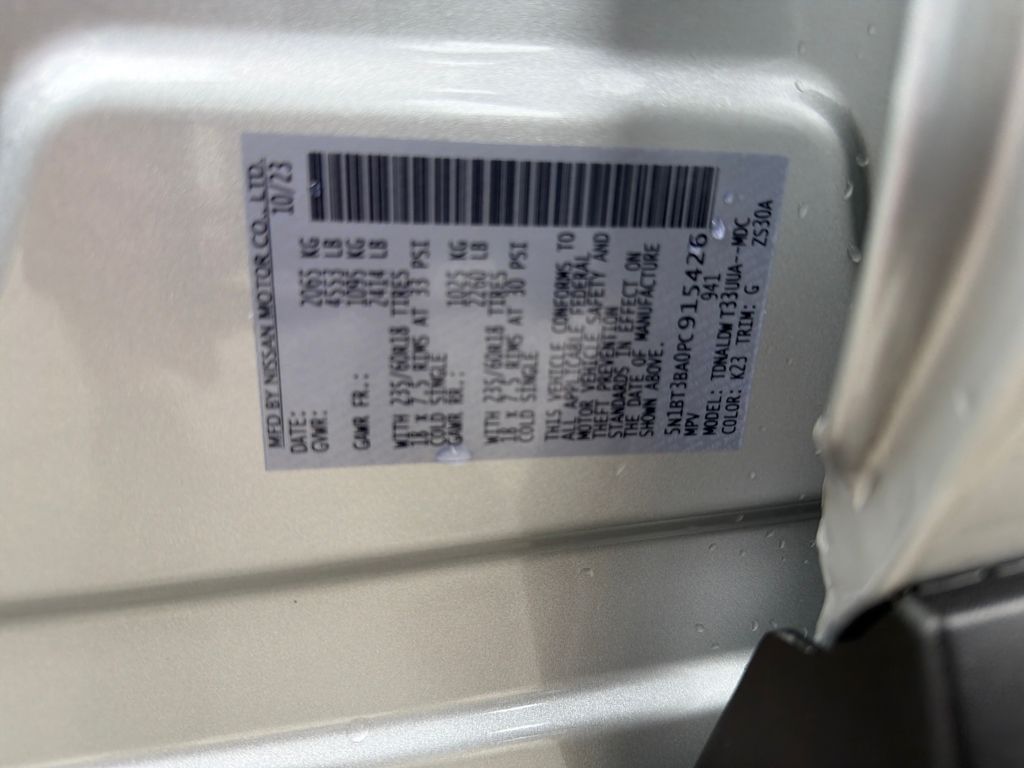 MFD BY NISSAN MOTOR CO., LTD.
DATE: 10/23
GVWR: 2065 KG
4553 LB
GAWR FR.: 1095 KG
2414 LB
WITH 235/60R18 TIRES
18 X 7.5 RIMS AT 33 PSI
COLD SINGLE
GAWR RR.: 1025 KG
2260 LB
WITH 235/60R18 TIRES
18 X 7.5 RIMS AT 30 PSI
COLD SINGLE
THIS VEHICLE CONFORMS TO
ALL APPLICABLE FEDERAL
MOTOR VEHICLE SAFETY AND
THEFT PREVENTION
STANDARDS IN EFFECT ON
THE DATE OF MANUFACTURE
SHOWN ABOVE.
5N1BT3BA0PC915426
MPV 941
MODEL: TDNALDW T33UUA--MDC
COLOR: K23 TRIM: G ZS30A